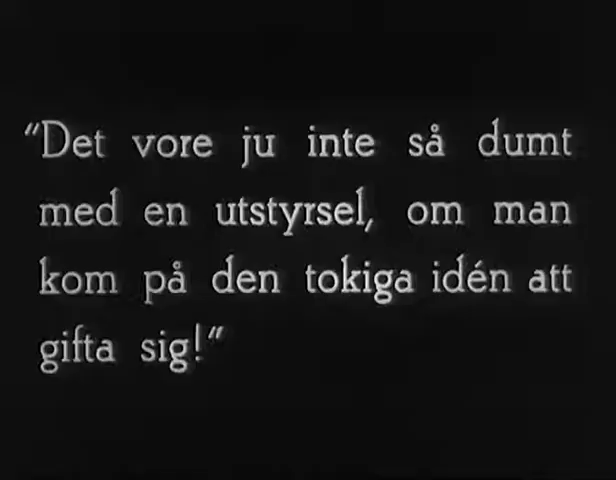 "Det vore ju inte så dumt
med en utstyrsel, om man
kom på den tokiga idén att
gifta sig!"